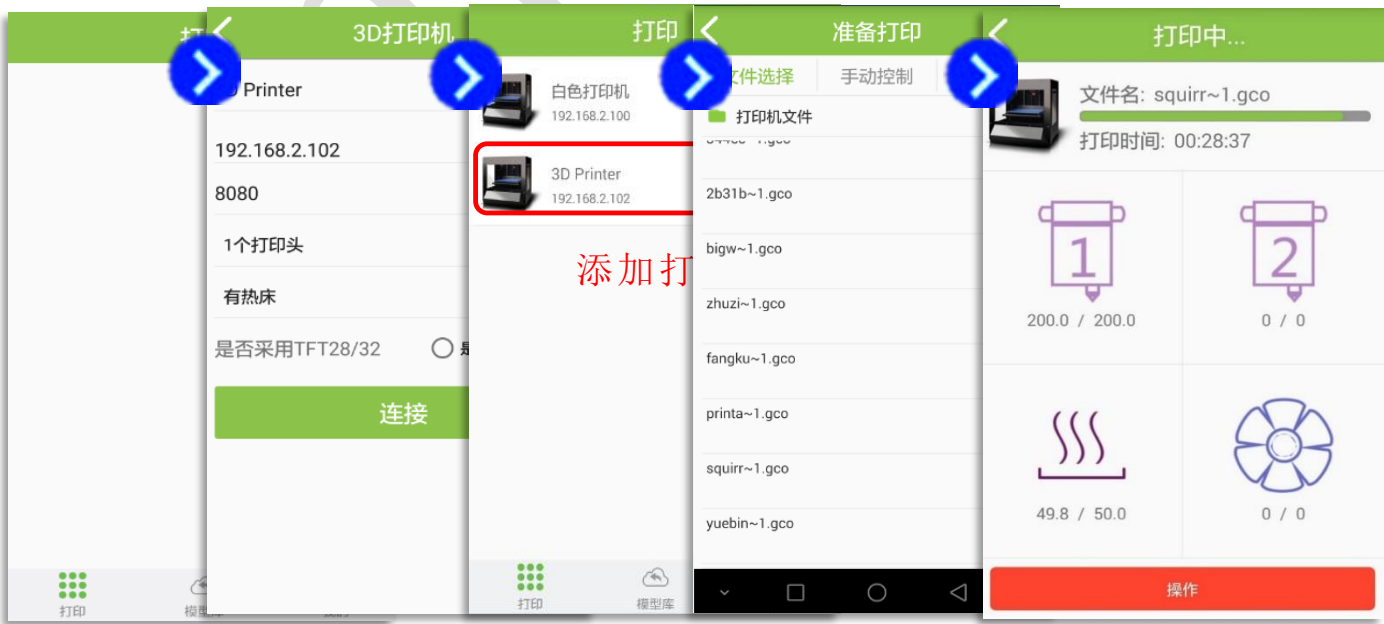 打
打印
模型
3D打印机
Printer
192.168.2.102
8080
1个打印头
有热床
是否采用TFT28/32
连接
打印
白色打印机
192.168.2.100
3D Printer
192.168.2.102
添加打
打印
模型库
准备打印
文件选择 手动控制
打印机文件
2b31b~1.gco
bigw~1.gco
zhuzi~1.gco
fangku~1.gco
printa~1.gco
squirr~1.gco
yuebin~1.gco
打印中...
文件名: squirr~1.gco
打印时间: 00:28:37
1
2
200.0 / 200.0
0 / 0
49.8 / 50.0
0 / 0
操作